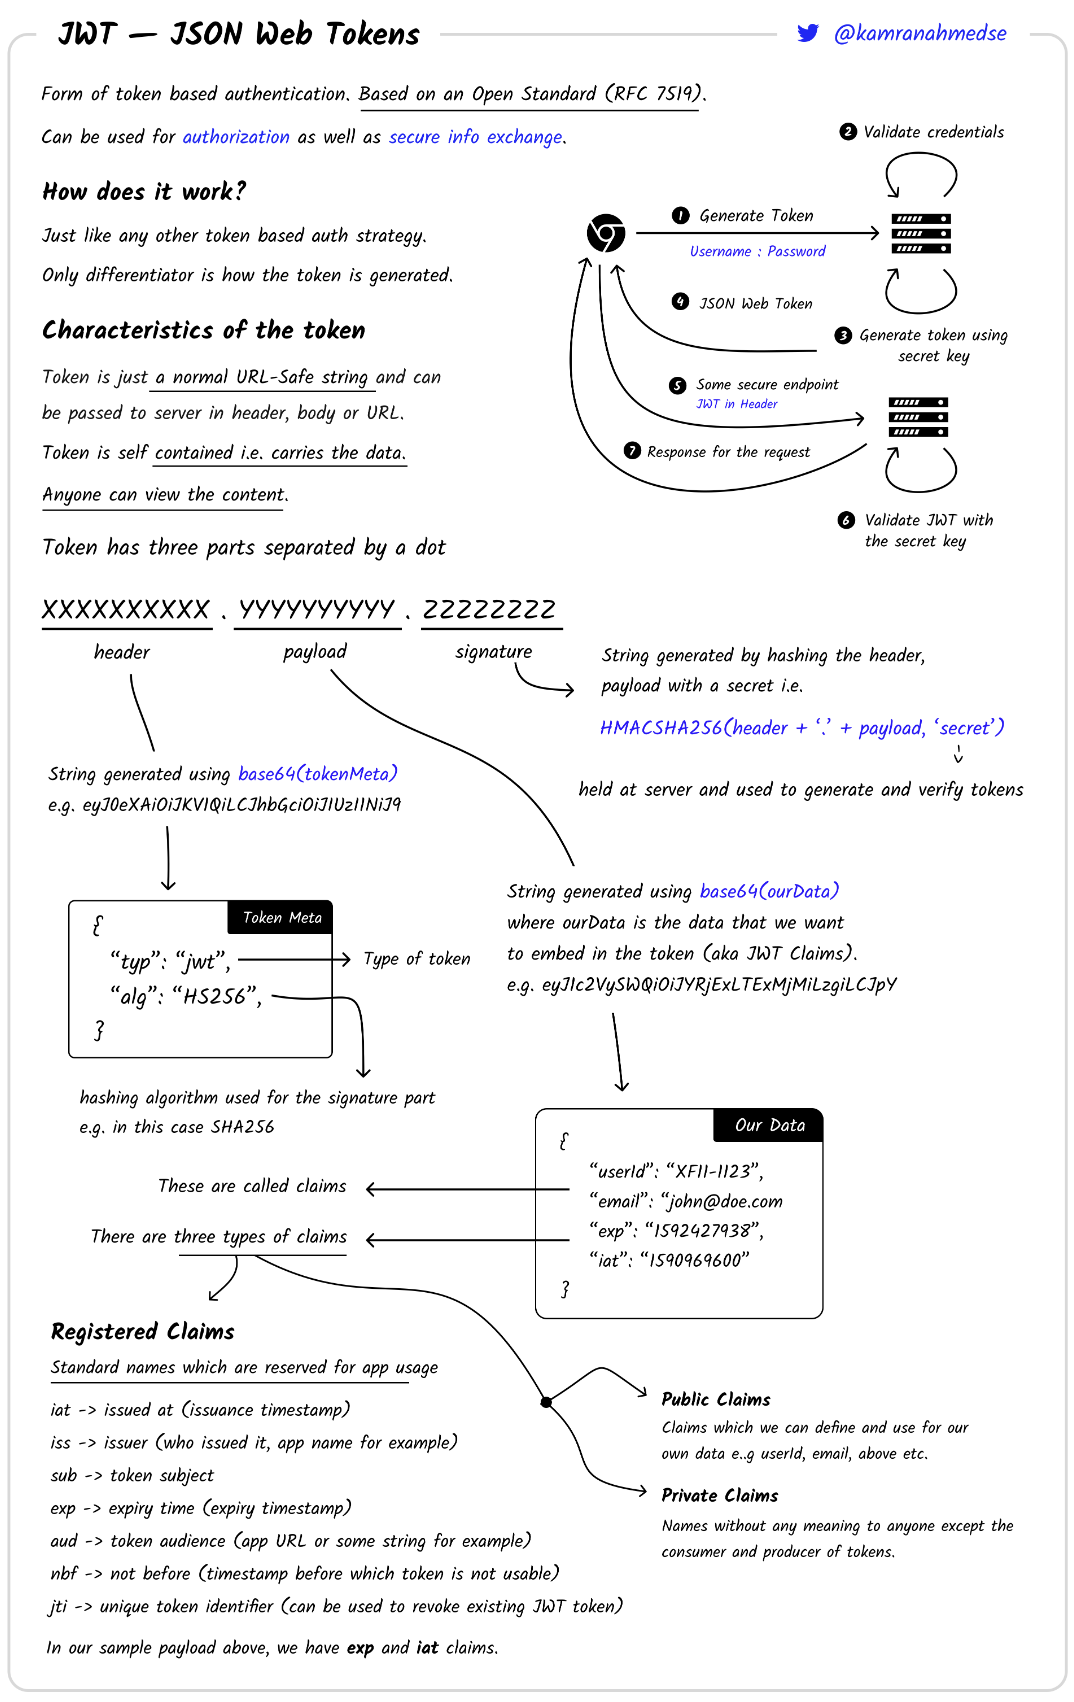 JWT — JSON Web Tokens
@kamranahmedse
Form of token based authentication. Based on an Open Standard (RFC 7519).
Can be used for authorization as well as secure info exchange.
How does it work?
Just like any other token based auth strategy.
Only differentiator is how the token is generated.
Characteristics of the token
Token is just a normal URL-Safe string and can
be passed to server in header, body or URL.
Token is self contained i.e. carries the data.
Anyone can view the content.
2 Validate credentials
1 Generate Token
Username : Password
4 JSON Web Token
3 Generate token using
secret key
5 Some secure endpoint
JWT in Header
7 Response for the request
6 Validate JWT with
the secret key
Token has three parts separated by a dot
XXXXXXXXXX . YYYYYYYYYY . ZZZZZZZZ
header
payload
signature
String generated by hashing the header,
payload with a secret i.e.
HMACSHA256(header + ‘.’ + payload, ‘secret’)
held at server and used to generate and verify tokens
String generated using base64(tokenMeta)
e.g. eyJ0eXAiOiJKV1QiLCJhbGciOiJIUzI1NiJ9
Token Meta
{
“typ”: “jwt”,
“alg”: “HS256”,
}
Type of token
hashing algorithm used for the signature part
e.g. in this case SHA256
String generated using base64(ourData)
where ourData is the data that we want
to embed in the token (aka JWT Claims).
e.g. eyJ1c2VySWQiOiJYRjExLTExMjMiLzgiLCJpY
Our Data
{
“userId”: “XF11-1123”,
“email”: “john@doe.com
“exp”: “1592427938”,
“iat”: “1590969600”
}
These are called claims
There are three types of claims
Registered Claims
Standard names which are reserved for app usage
iat -> issued at (issuance timestamp)
iss -> issuer (who issued it, app name for example)
sub -> token subject
exp -> expiry time (expiry timestamp)
aud -> token audience (app URL or some string for example)
nbf -> not before (timestamp before which token is not usable)
jti -> unique token identifier (can be used to revoke existing JWT token)
In our sample payload above, we have exp and iat claims.
Public Claims
Claims which we can define and use for our
own data e..g userId, email, above etc.
Private Claims
Names without any meaning to anyone except the
consumer and producer of tokens.